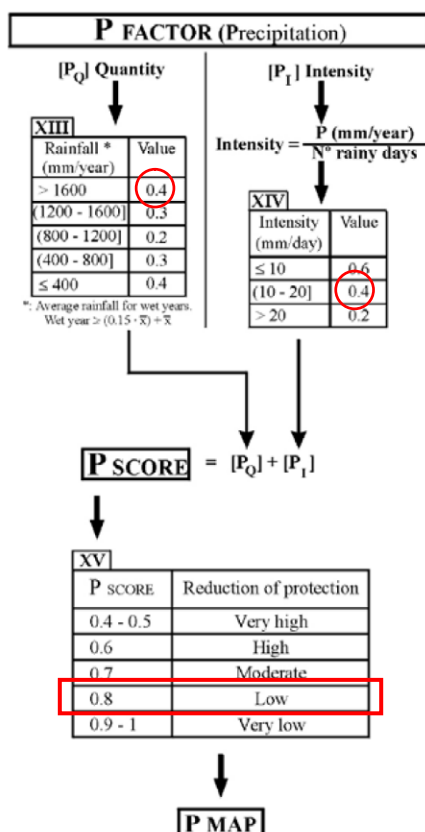 P FACTOR (Precipitation)
[PQ] Quantity
XIII
Rainfall * (mm/year) Value
> 1600 0.4
(1200 - 1600] 0.3
(800 - 1200] 0.2
(400 - 800] 0.3
≤ 400 0.4
*: Average rainfall for wet years.
Wet year ≥ (0.15 · x̄) + x̄
[PI] Intensity
Intensity = P (mm/year) / Nº rainy days
XIV
Intensity (mm/day) Value
≤ 10 0.6
(10 - 20] 0.4
> 20 0.2
P SCORE = [PQ] + [PI]
XV
P SCORE Reduction of protection
0.4 - 0.5 Very high
0.6 High
0.7 Moderate
0.8 Low
0.9 - 1 Very low
P MAP